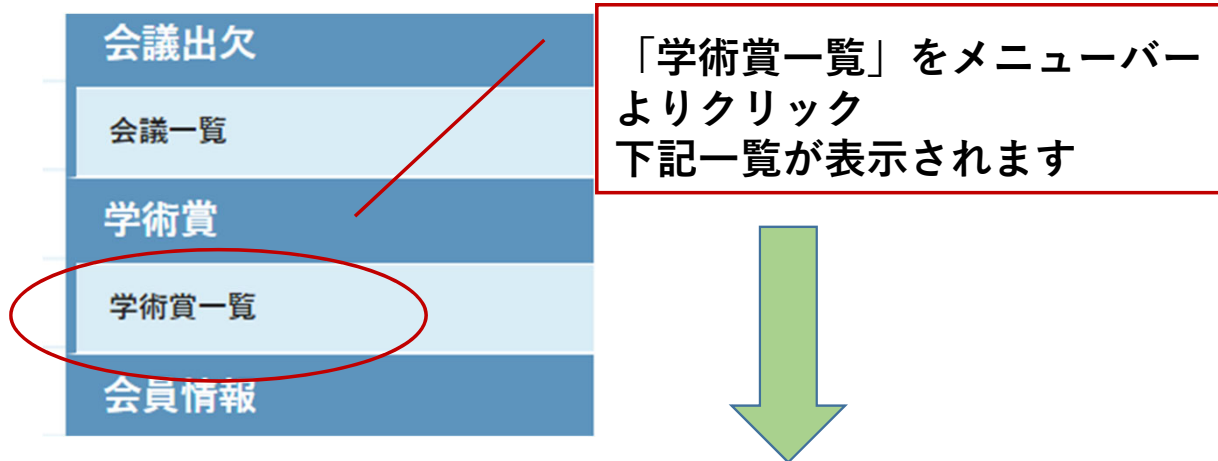 会議出欠
会議一覧
学術賞
学術賞一覧
会員情報
「学術賞一覧」をメニューバー
よりクリック
下記一覧が表示されます